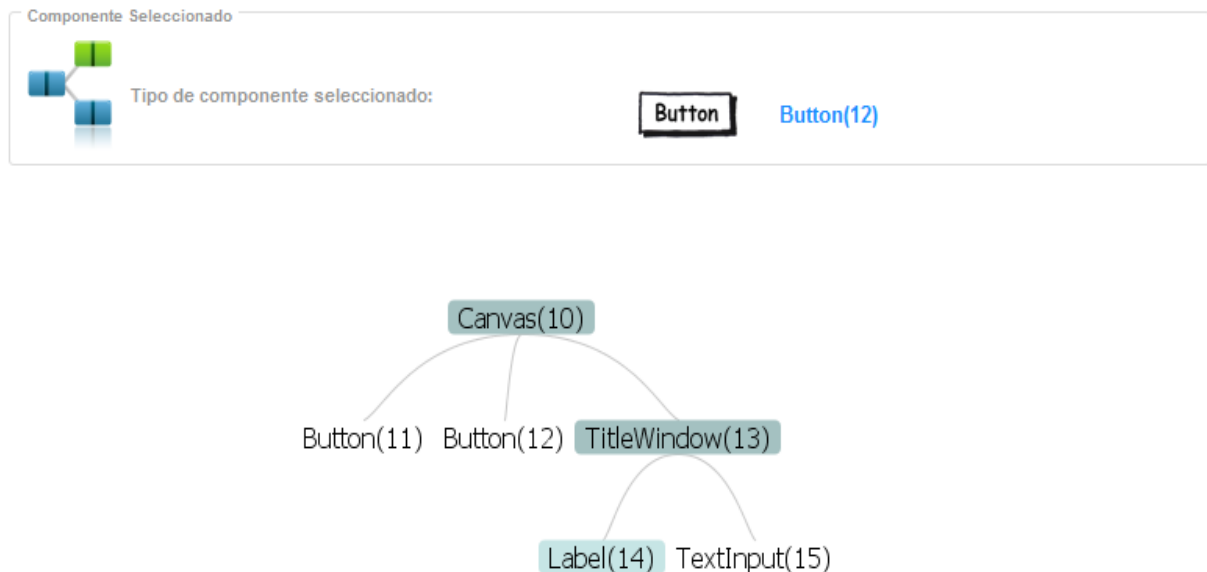 Componente Seleccionado
Tipo de componente seleccionado:
Button
Button(12)
Canvas(10)
Button(11) Button(12) TitleWindow(13)
Label(14) TextInput(15)